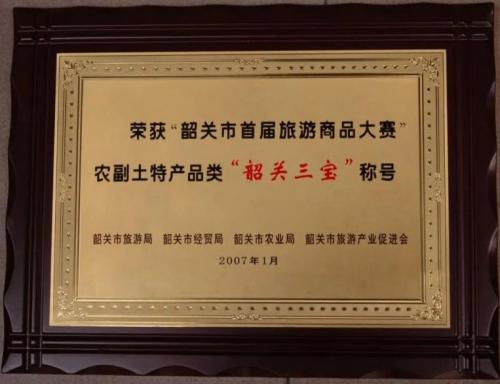 荣获“韶关市首届旅游商品大赛”
农副土特产品类“韶关三宝”称号
韶关市旅游局 韶关市经贸局 韶关市农业局 韶关市旅游产业促进会
2007年1月